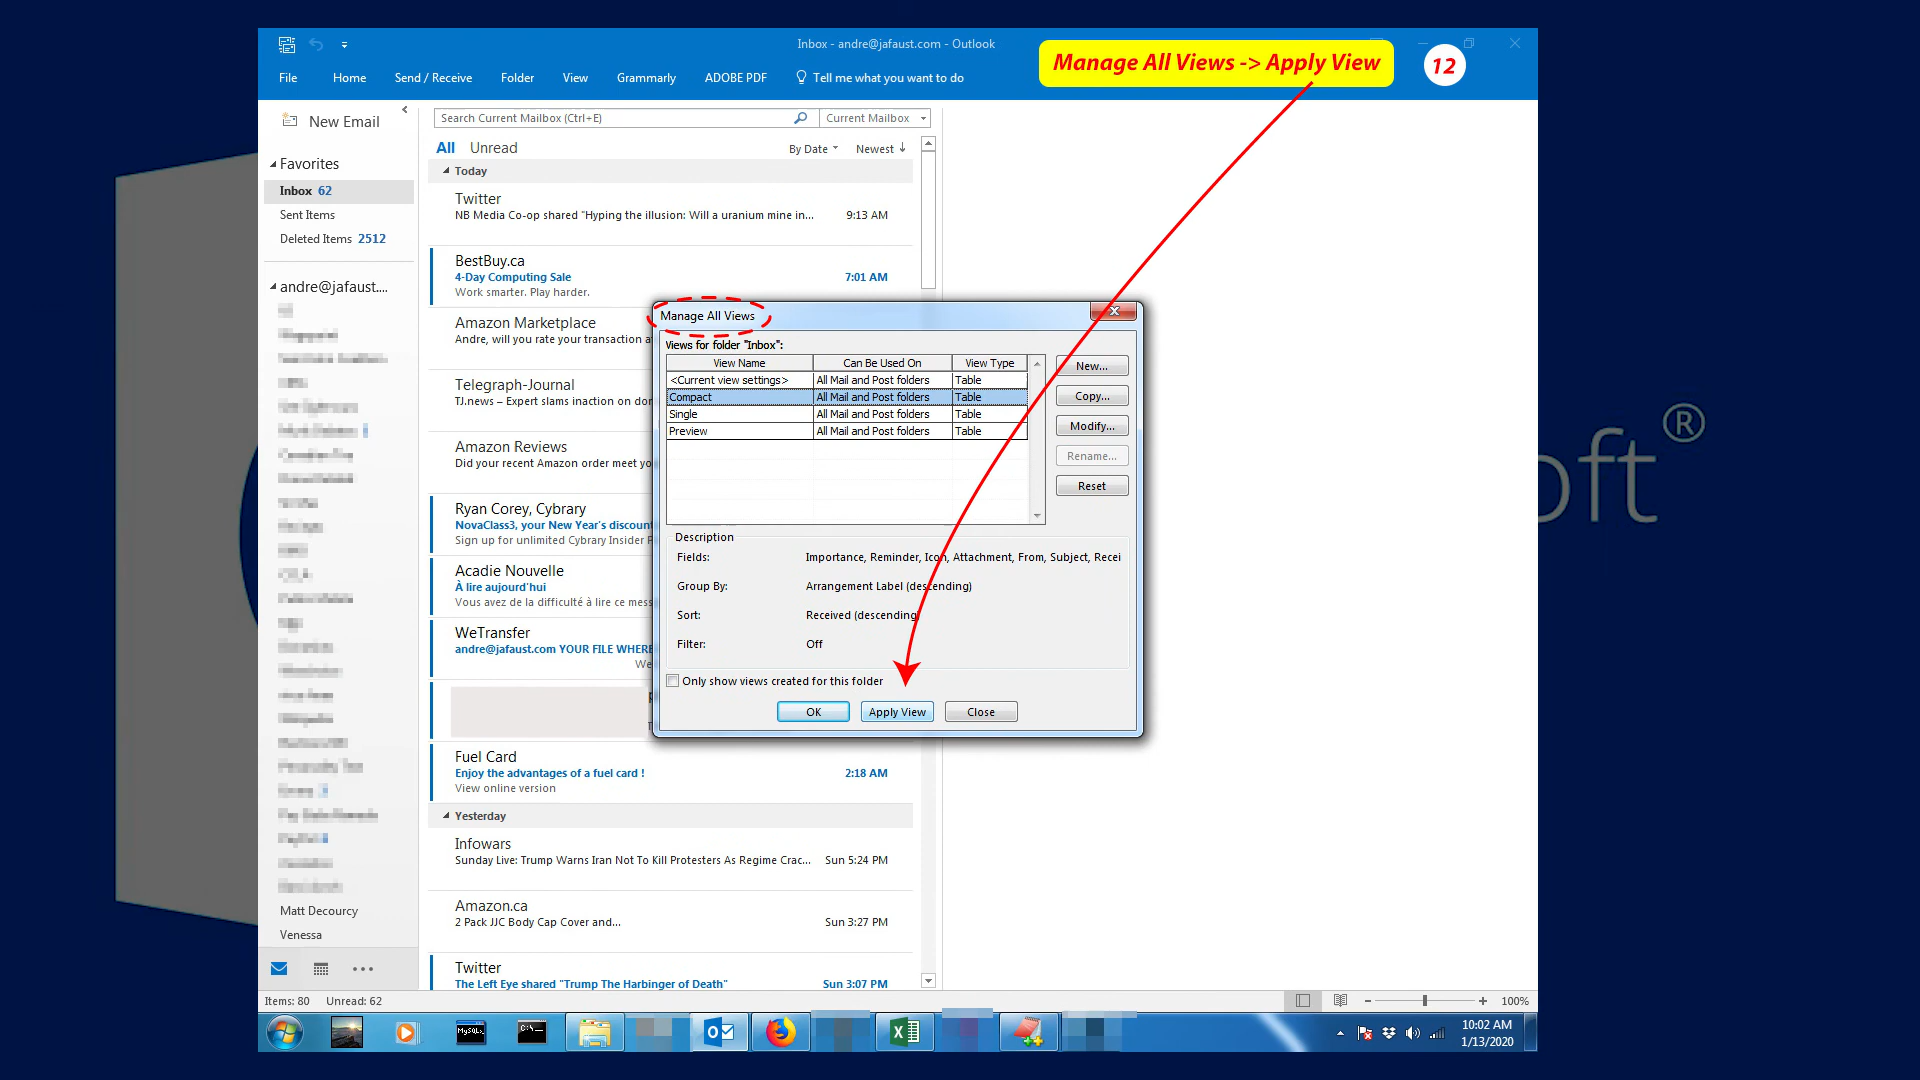 Inbox - andre@jafaust.com - Outlook
Manage All Views -> Apply View
12
File Home Send / Receive Folder View Grammarly ADOBE PDF Tell me what you want to do
New Email
Favorites
Inbox 62
Sent Items
Deleted Items 2512
andre@jafaust....
Matt Decourcy
Venessa
Search Current Mailbox (Ctrl+E) Current Mailbox
All Unread By Date Newest ↓
Today
Twitter
NB Media Co-op shared "Hyping the illusion: Will a uranium mine in... 9:13 AM
BestBuy.ca
4-Day Computing Sale 7:01 AM
Work smarter. Play harder.
Amazon Marketplace
Andre, will you rate your transaction a
Telegraph-Journal
TJ.news – Expert slams inaction on do
Amazon Reviews
Did your recent Amazon order meet yo
Ryan Corey, Cybrary
NovaClass3, your New Year's discount
Sign up for unlimited Cybrary Insider P
Acadie Nouvelle
À lire aujourd'hui
Vous avez de la difficulté à lire ce mess
WeTransfer
andre@jafaust.com YOUR FILE WHERE
We
Fuel Card
Enjoy the advantages of a fuel card ! 2:18 AM
View online version
Yesterday
Infowars
Sunday Live: Trump Warns Iran Not To Kill Protesters As Regime Crac... Sun 5:24 PM
Amazon.ca
2 Pack JJC Body Cap Cover and... Sun 3:27 PM
Twitter
The Left Eye shared "Trump The Harbinger of Death" Sun 3:07 PM
Manage All Views
Views for folder "Inbox":
View Name Can Be Used On View Type
<Current view settings> All Mail and Post folders Table
Compact All Mail and Post folders Table
Single All Mail and Post folders Table
Preview All Mail and Post folders Table
New...
Copy...
Modify...
Rename...
Reset
Description
Fields: Importance, Reminder, Icon, Attachment, From, Subject, Recei
Group By: Arrangement Label (descending)
Sort: Received (descending)
Filter: Off
Only show views created for this folder
OK Apply View Close
oft®
Items: 80 Unread: 62
100%
MySQL
C:\
10:02 AM
1/13/2020